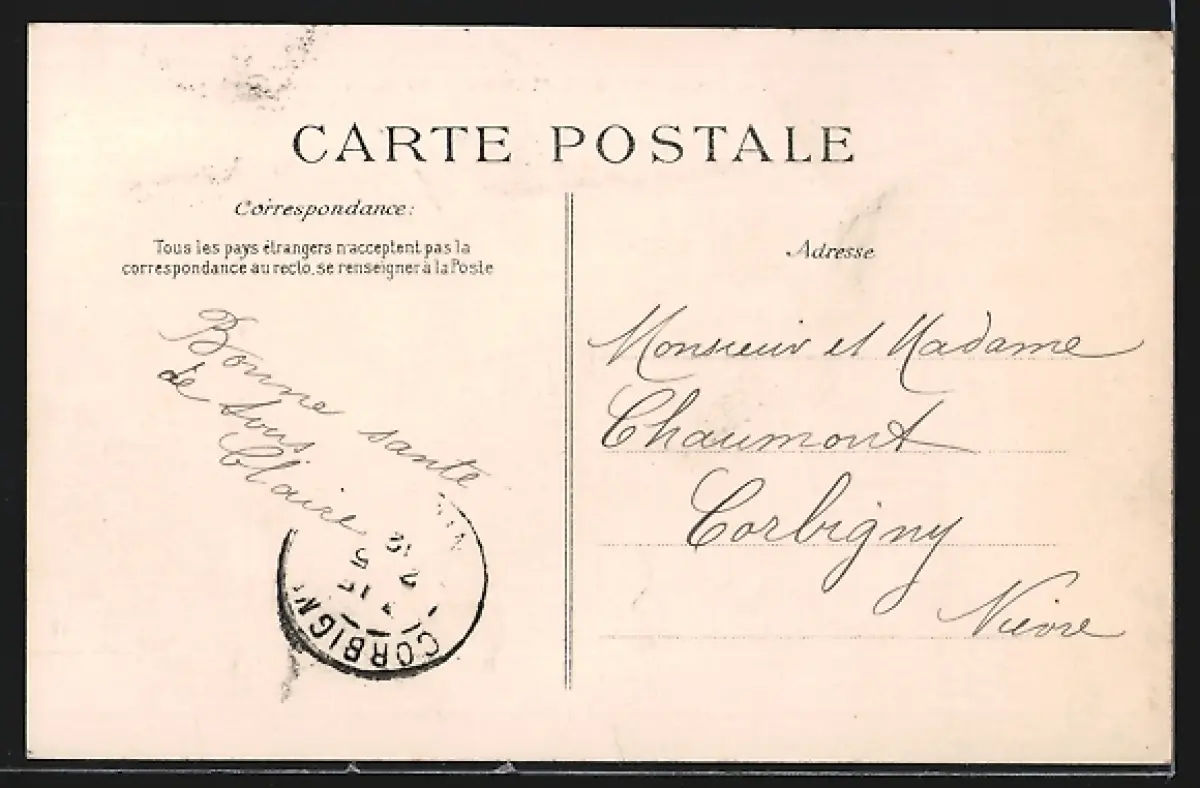 CARTE POSTALE
Correspondance:
Tous les pays étrangers n'acceptent pas la
correspondance au recto, se renseigner à la Poste
Bonne santé
de tous
Claire
CORBIGNY
Adresse
Monsieur et Madame
Chaumont
Corbigny
Nièvre